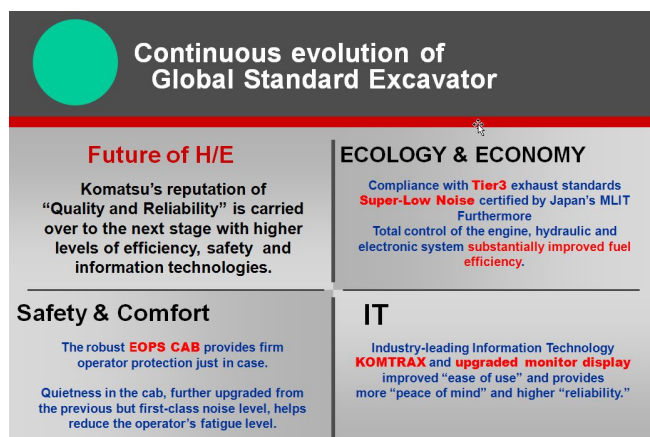 Continuous evolution of
Global Standard Excavator
Future of H/E
Komatsu's reputation of
“Quality and Reliability” is carried
over to the next stage with higher
levels of efficiency, safety and
information technologies.
ECOLOGY & ECONOMY
Compliance with Tier3 exhaust standards
Super-Low Noise certified by Japan's MLIT
Furthermore
Total control of the engine, hydraulic and
electronic system substantially improved fuel
efficiency.
Safety & Comfort
The robust EOPS CAB provides firm
operator protection just in case.
Quietness in the cab, further upgraded from
the previous but first-class noise level, helps
reduce the operator's fatigue level.
IT
Industry-leading Information Technology
KOMTRAX and upgraded monitor display
improved “ease of use” and provides
more “peace of mind” and higher “reliability.”